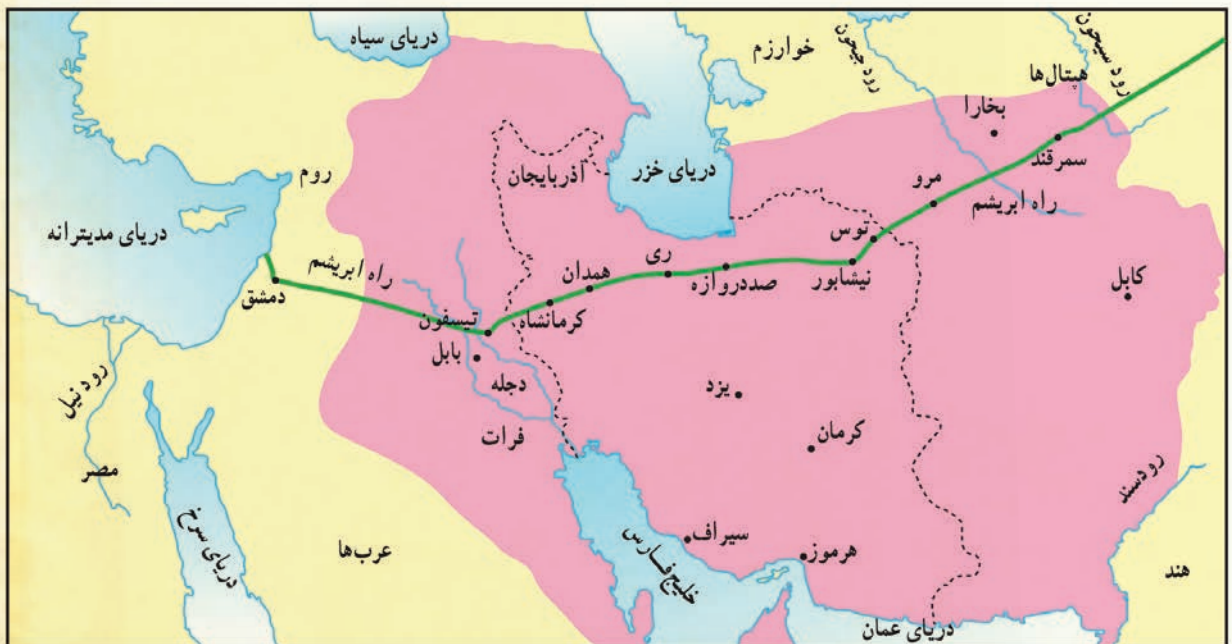 دریای سیاه
خوارزم
رود جیحون
رود سیحون
هپتال‌ها
بخارا
سمرقند
آذربایجان
دریای خزر
روم
مرو
راه ابریشم
دریای مدیترانه
توس
ری
نیشابور
صددروازه
همدان
کرمانشاه
راه ابریشم
دمشق
تیسفون
بابل
کابل
دجله
یزد
رود نیل
فرات
کرمان
مصر
رود سند
دریای سرخ
عرب‌ها
خلیج فارس
سیراف
هرموز
هند
دریای عمان